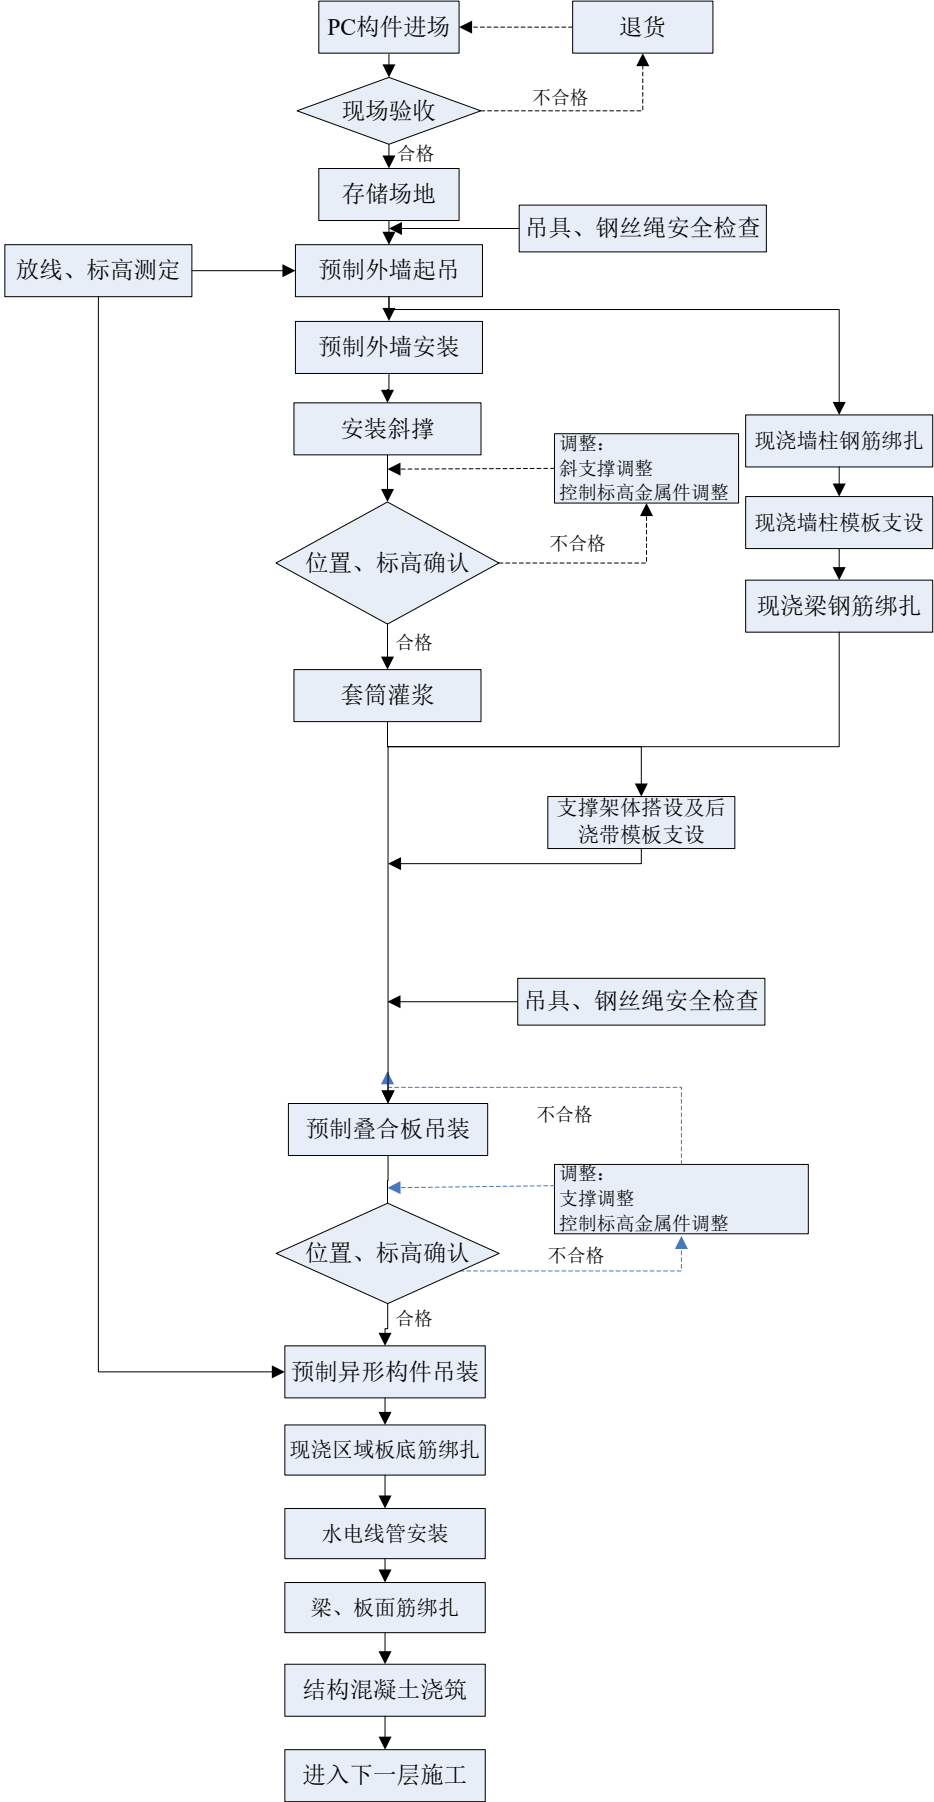 PC构件进场
退货
不合格
现场验收
合格
存储场地
吊具、钢丝绳安全检查
放线、标高测定
预制外墙起吊
预制外墙安装
安装斜撑
调整：
斜支撑调整
控制标高金属件调整
现浇墙柱钢筋绑扎
现浇墙柱模板支设
不合格
位置、标高确认
现浇梁钢筋绑扎
合格
套筒灌浆
支撑架体搭设及后
浇带模板支设
吊具、钢丝绳安全检查
不合格
预制叠合板吊装
调整：
支撑调整
控制标高金属件调整
位置、标高确认
不合格
合格
预制异形构件吊装
现浇区域板底筋绑扎
水电线管安装
梁、板面筋绑扎
结构混凝土浇筑
进入下一层施工